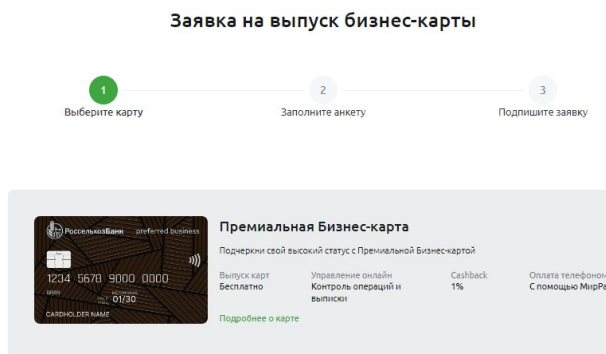 Заявка на выпуск бизнес-карты
1
2
3
Выберите карту
Заполните анкету
Подпишите заявку
РоссельхозБанк preferred business
1234 5678 9000 0000
01/30
CARDHOLDER NAME
Премиальная Бизнес-карта
Подчеркни свой высокий статус с Премиальной Бизнес-картой
Выпуск карт
Бесплатно
Управление онлайн
Контроль операций и
выписки
Cashback
1%
Оплата телефоном
С помощью МирPa
Подробнее о карте